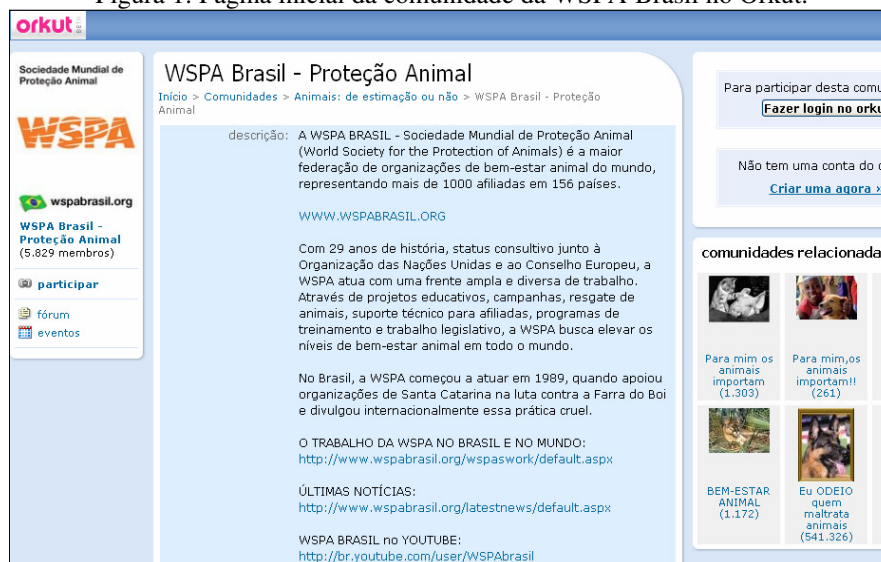 Figura 1: Página inicial da comunidade da WSPA Brasil no Orkut.
orkut BETA
Sociedade Mundial de
Proteção Animal
WSPA
wspabrasil.org
WSPA Brasil -
Proteção Animal
(5.829 membros)
participar
fórum
eventos
WSPA Brasil - Proteção Animal
Início > Comunidades > Animais: de estimação ou não > WSPA Brasil - Proteção
Animal
descrição: A WSPA BRASIL - Sociedade Mundial de Proteção Animal
(World Society for the Protection of Animals) é a maior
federação de organizações de bem-estar animal do mundo,
representando mais de 1000 afiliadas em 156 países.
WWW.WSPABRASIL.ORG
Com 29 anos de história, status consultivo junto à
Organização das Nações Unidas e ao Conselho Europeu, a
WSPA atua com uma frente ampla e diversa de trabalho.
Através de projetos educativos, campanhas, resgate de
animais, suporte técnico para afiliadas, programas de
treinamento e trabalho legislativo, a WSPA busca elevar os
níveis de bem-estar animal em todo o mundo.
No Brasil, a WSPA começou a atuar em 1989, quando apoiou
organizações de Santa Catarina na luta contra a Farra do Boi
e divulgou internacionalmente essa prática cruel.
O TRABALHO DA WSPA NO BRASIL E NO MUNDO:
http://www.wspabrasil.org/wspaswork/default.aspx
ÚLTIMAS NOTÍCIAS:
http://www.wspabrasil.org/latestnews/default.aspx
WSPA BRASIL no YOUTUBE:
http://br.youtube.com/user/WSPAbrasil
Para participar desta comu
Fazer login no orku
Não tem uma conta do o
Criar uma agora »
comunidades relacionada
Para mim os
animais
importam
(1.303)
Para mim,os
animais
importam!!
(261)
BEM-ESTAR
ANIMAL
(1.172)
Eu ODEIO
quem
maltrata
animais
(541.326)